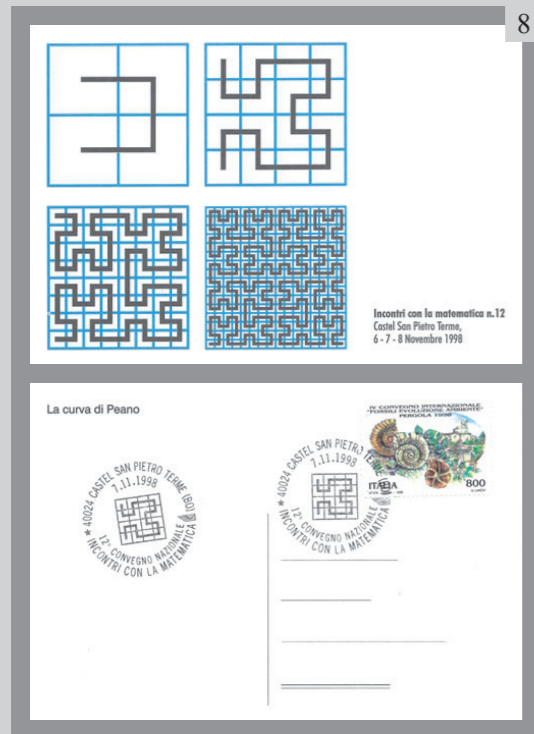 8
Incontri con la matematica n.12
Castel San Pietro Terme,
6 - 7 - 8 Novembre 1998
La curva di Peano
★ 40024 CASTEL SAN PIETRO TERME (BO)
7.11.1998
12° CONVEGNO NAZIONALE
INCONTRI CON LA MATEMATICA
★ 40024 CASTEL SAN PIETRO TERME
7.11.1998
12° CONVEGNO NAZIONALE
INCONTRI CON LA MATEMATICA
IV CONVEGNO INTERNAZIONALE
"FOSSILI EVOLUZIONE AMBIENTE"
PERGOLA 1998
ITALIA
800